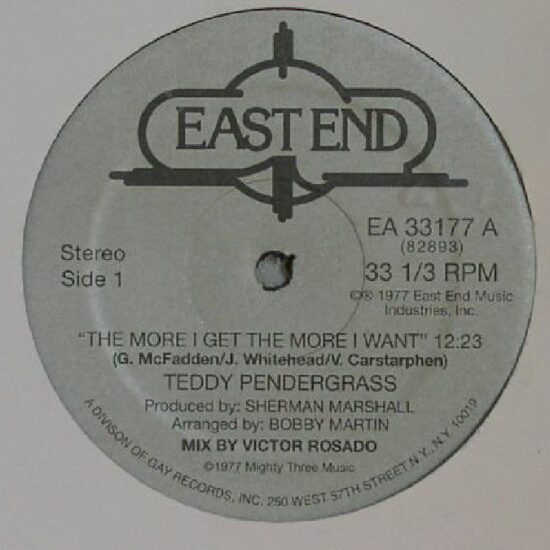 EAST END
EA 33177 A
(82893)
Stereo
Side 1
33 1/3 RPM
©℗ 1977 East End Music
Industries, Inc.
"THE MORE I GET THE MORE I WANT" 12:23
(G. McFadden/J. Whitehead/V. Carstarphen)
TEDDY PENDERGRASS
Produced by: SHERMAN MARSHALL
Arranged by: BOBBY MARTIN
MIX BY VICTOR ROSADO
©1977 Mighty Three Music
A DIVISION OF GAY RECORDS, INC. 250 WEST 57TH STREET N.Y., N.Y. 10019